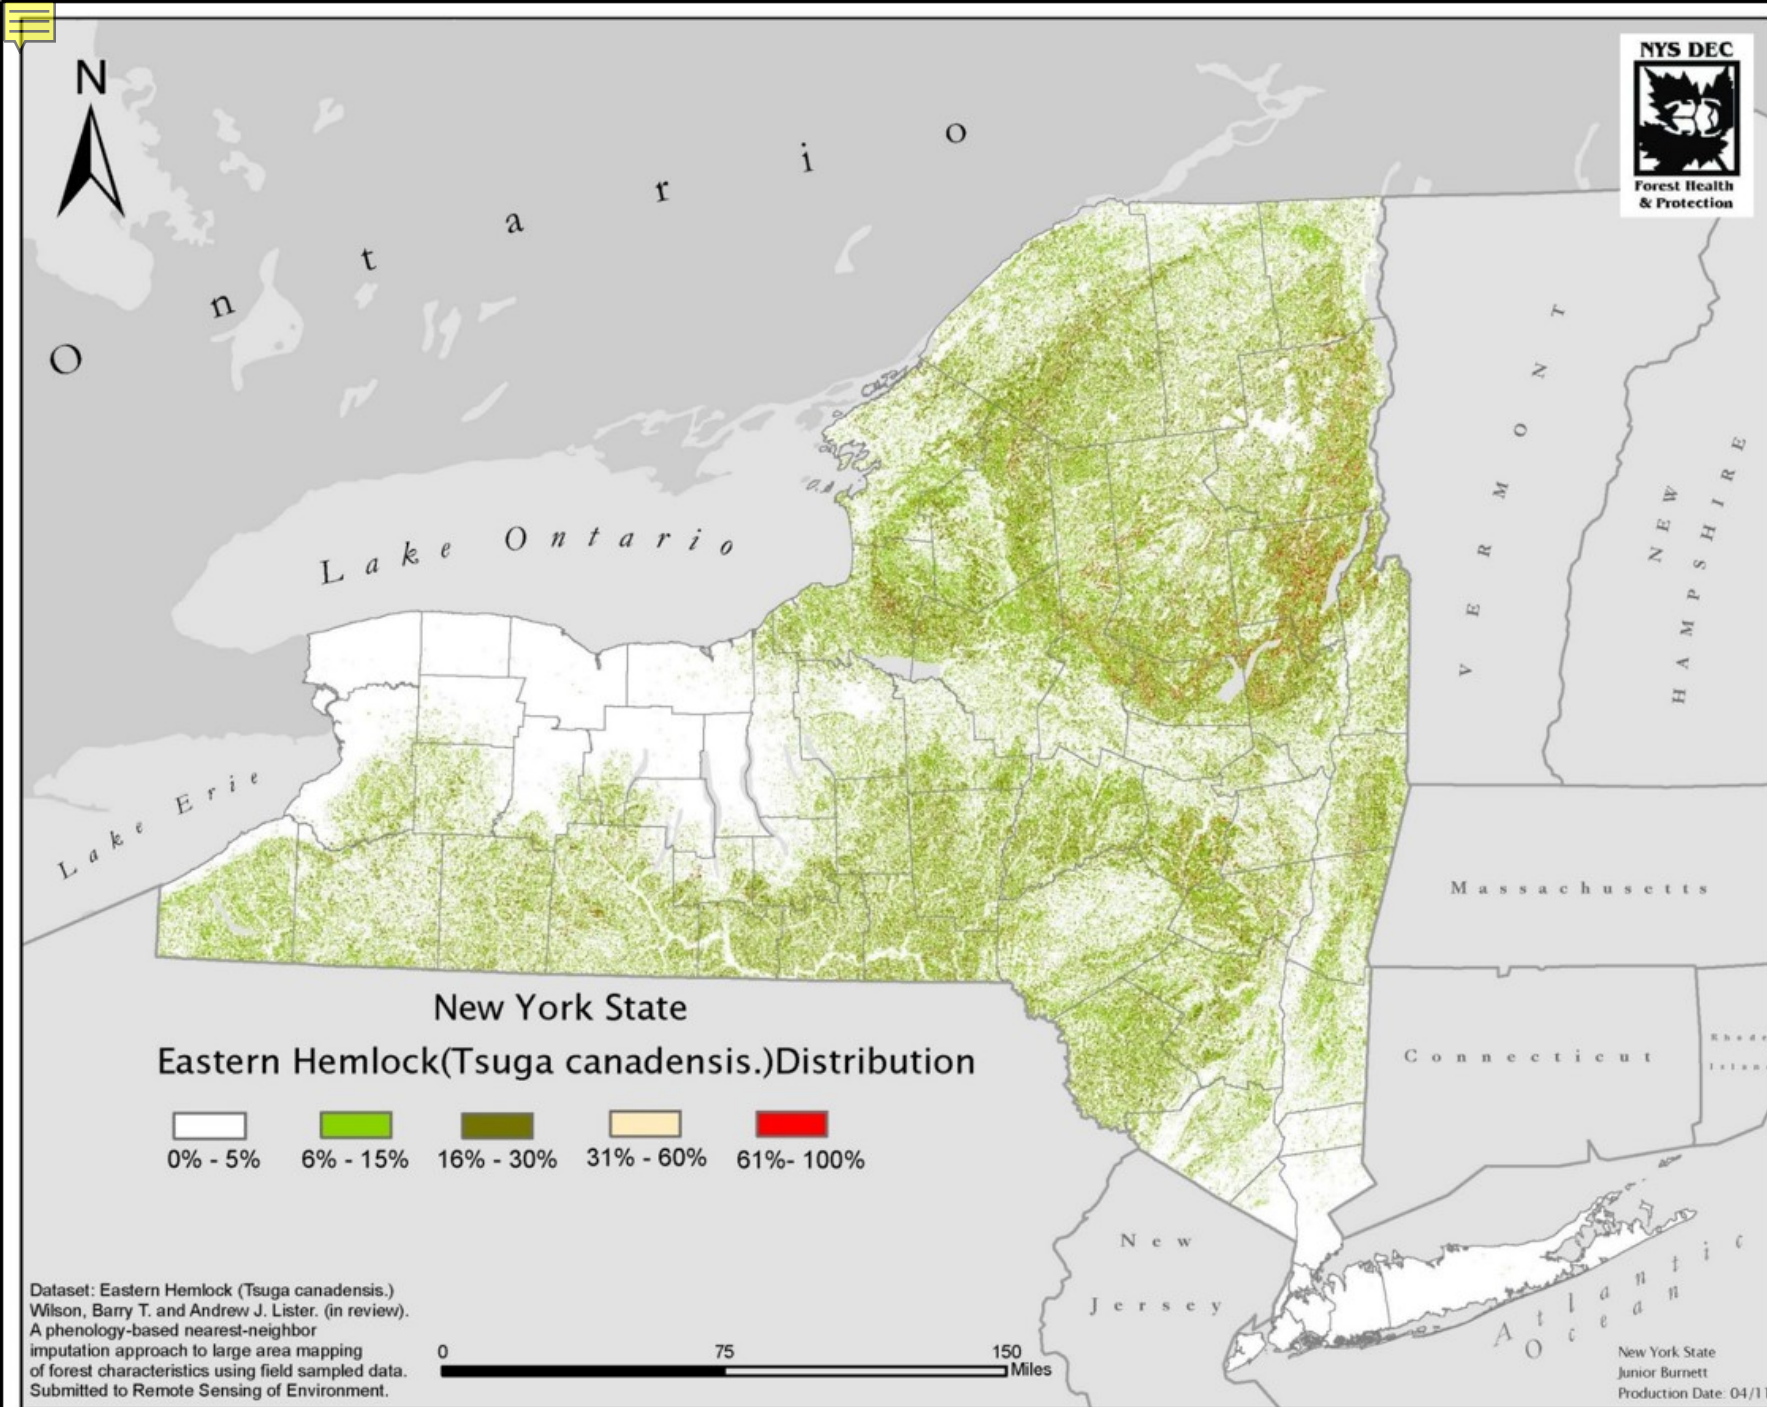 N
NYS DEC
Forest Health
& Protection
Ontario
Lake Ontario
Lake Erie
VERMONT
NEW
HAMPSHIRE
Massachusetts
Connecticut
New
Jersey
Atlantic
Ocean
New York State
Eastern Hemlock(Tsuga canadensis.)Distribution
0% - 5%
6% - 15%
16% - 30%
31% - 60%
61%- 100%
Dataset: Eastern Hemlock (Tsuga canadensis.)
Wilson, Barry T. and Andrew J. Lister. (in review).
A phenology-based nearest-neighbor
imputation approach to large area mapping
of forest characteristics using field sampled data.
Submitted to Remote Sensing of Environment.
0 75 150
Miles
New York State
Junior Burnett
Production Date: 04/11